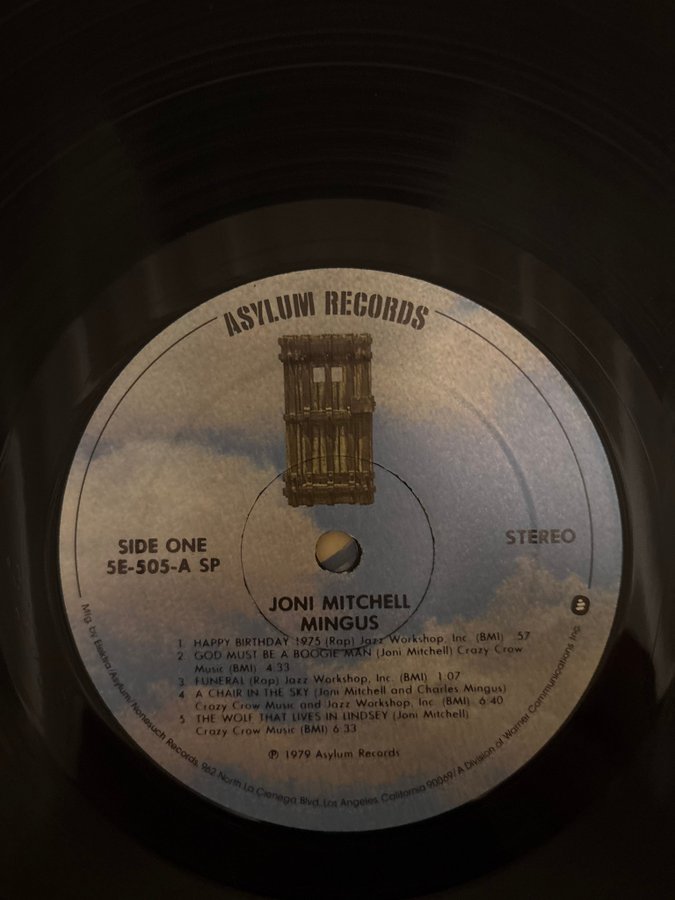 ASYLUM RECORDS
SIDE ONE
5E-505-A SP
STEREO
JONI MITCHELL
MINGUS
1. HAPPY BIRTHDAY 1975 (Rap) Jazz Workshop, Inc. (BMI) :57
2. GOD MUST BE A BOOGIE MAN (Joni Mitchell) Crazy Crow
Music (BMI) 4:33
3. FUNERAL (Rap) Jazz Workshop, Inc. (BMI) 1:07
4. A CHAIR IN THE SKY (Joni Mitchell and Charles Mingus)
Crazy Crow Music and Jazz Workshop, Inc. (BMI) 6:40
5. THE WOLF THAT LIVES IN LINDSEY (Joni Mitchell)
Crazy Crow Music (BMI) 6:33
℗ 1979 Asylum Records
Mfg. by Elektra/Asylum/Nonesuch Records, 962 North La Cienega Blvd., Los Angeles, California 90069/A Division of Warner Communications Inc.